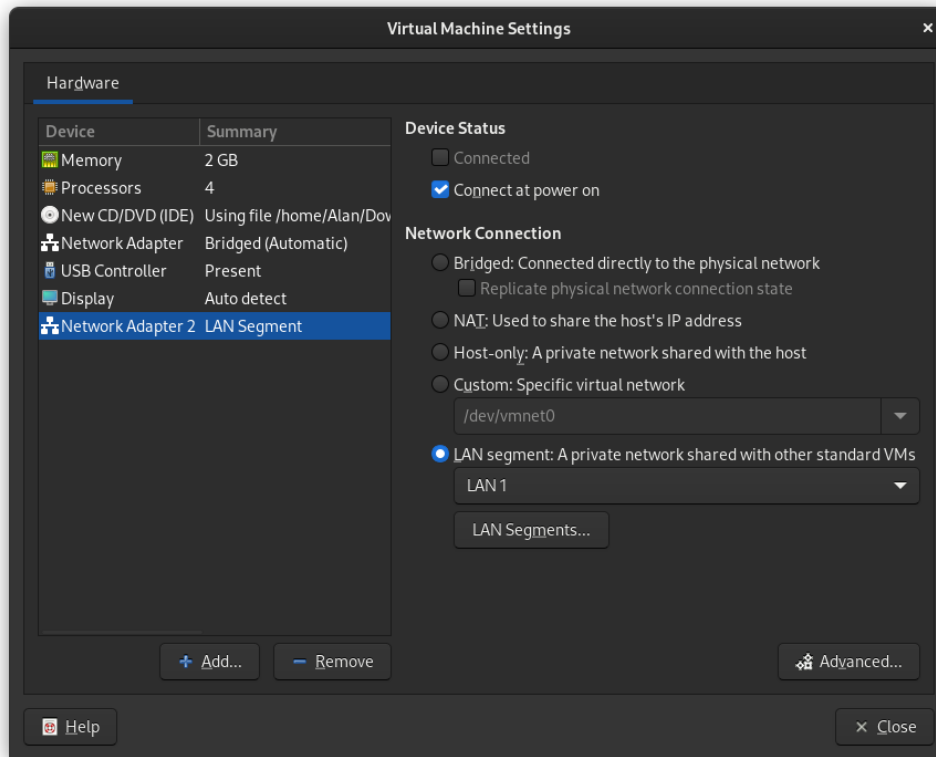 Virtual Machine Settings
Hardware
Device Summary
Memory 2 GB
Processors 4
New CD/DVD (IDE) Using file /home/Alan/Dov
Network Adapter Bridged (Automatic)
USB Controller Present
Display Auto detect
Network Adapter 2 LAN Segment
Add...
Remove
Device Status
Connected
Connect at power on
Network Connection
Bridged: Connected directly to the physical network
Replicate physical network connection state
NAT: Used to share the host's IP address
Host-only: A private network shared with the host
Custom: Specific virtual network
/dev/vmnet0
LAN segment: A private network shared with other standard VMs
LAN 1
LAN Segments...
Advanced...
Help
Close